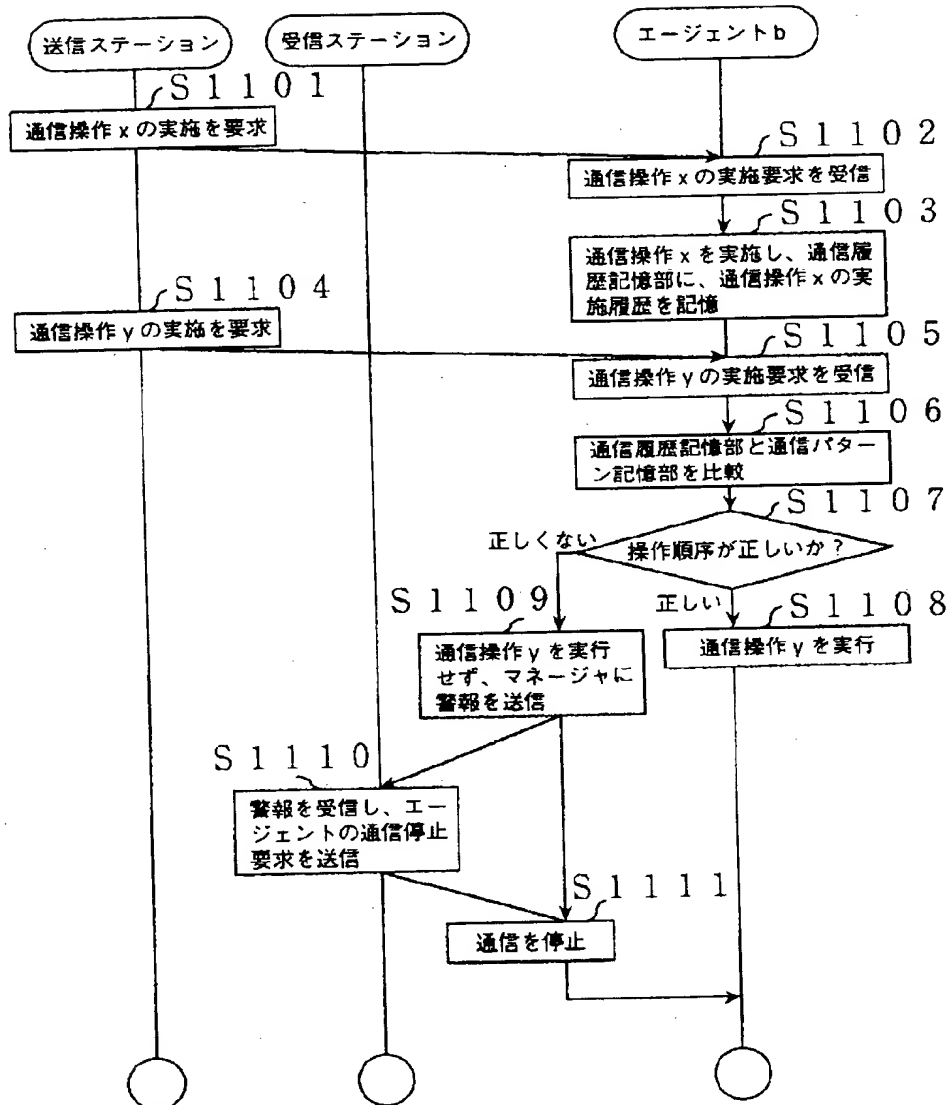 送信ステーション
受信ステーション
エージェントb
S1101
通信操作xの実施を要求
S1102
通信操作xの実施要求を受信
S1103
通信操作xを実施し、通信履
歴記憶部に、通信操作xの実
施履歴を記憶
S1104
通信操作yの実施を要求
S1105
通信操作yの実施要求を受信
S1106
通信履歴記憶部と通信パター
ン記憶部を比較
S1107
操作順序が正しいか?
正しくない
正しい
S1108
通信操作yを実行
S1109
通信操作yを実行
せず、マネージャに
警報を送信
S1110
警報を受信し、エー
ジェントの通信停止
要求を送信
S1111
通信を停止